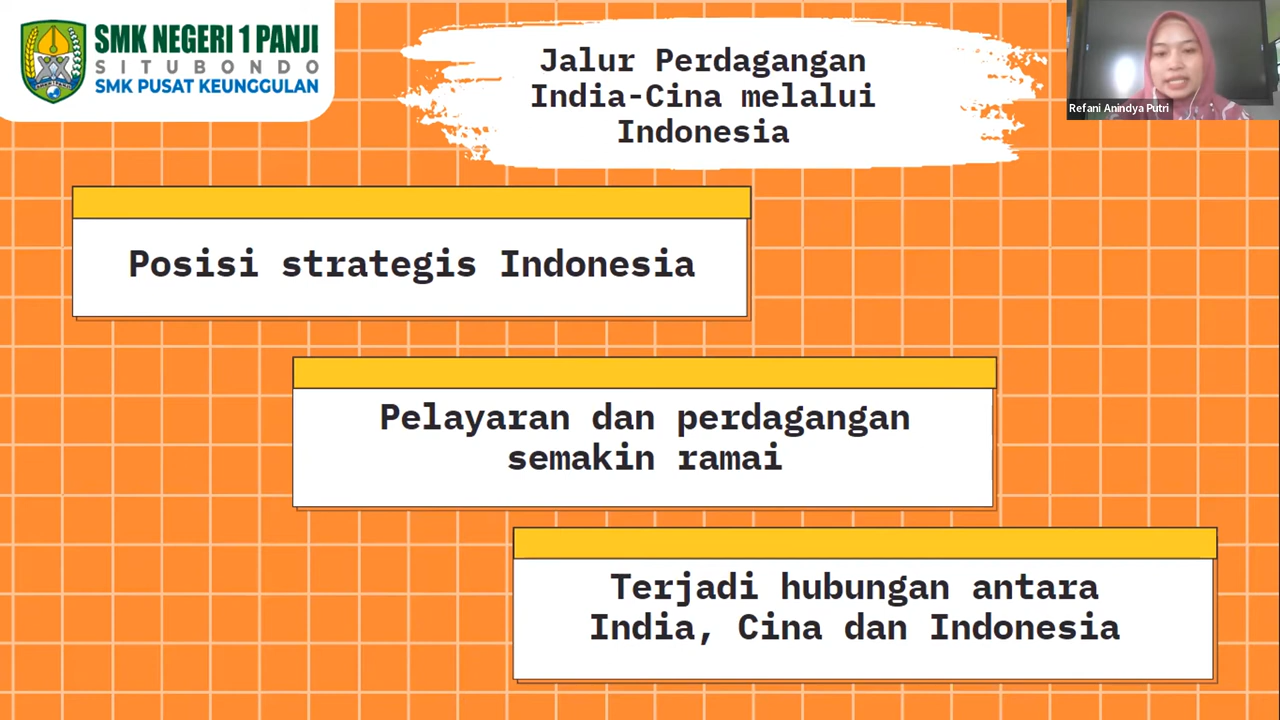 SMK NEGERI 1 PANJI
SITUBONDO
SMK PUSAT KEUNGGULAN
Jalur Perdagangan
India-Cina melalui
Indonesia
Refani Anindya Putri
Posisi strategis Indonesia
Pelayaran dan perdagangan
semakin ramai
Terjadi hubungan antara
India, Cina dan Indonesia